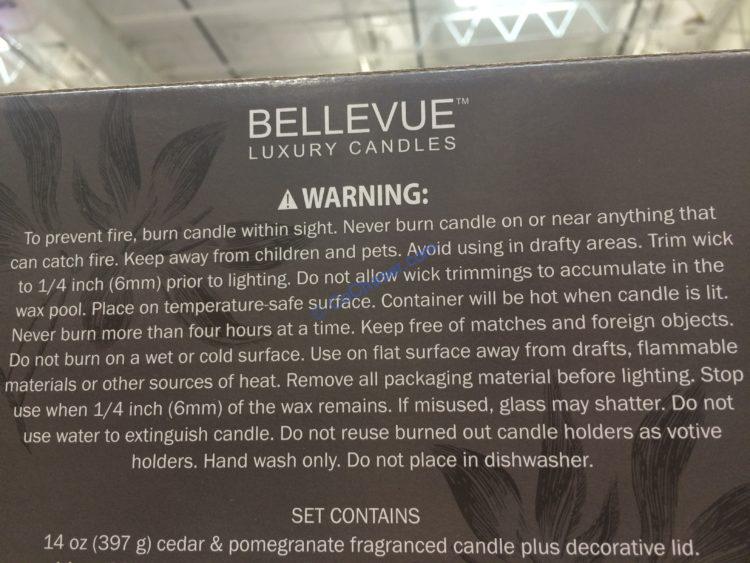 BELLEVUE™
LUXURY CANDLES
⚠ WARNING:
To prevent fire, burn candle within sight. Never burn candle on or near anything that
can catch fire. Keep away from children and pets. Avoid using in drafty areas. Trim wick
to 1/4 inch (6mm) prior to lighting. Do not allow wick trimmings to accumulate in the
wax pool. Place on temperature-safe surface. Container will be hot when candle is lit.
Never burn more than four hours at a time. Keep free of matches and foreign objects.
Do not burn on a wet or cold surface. Use on flat surface away from drafts, flammable
materials or other sources of heat. Remove all packaging material before lighting. Stop
use when 1/4 inch (6mm) of the wax remains. If misused, glass may shatter. Do not
use water to extinguish candle. Do not reuse burned out candle holders as votive
holders. Hand wash only. Do not place in dishwasher.
SET CONTAINS
14 oz (397 g) cedar & pomegranate fragranced candle plus decorative lid.